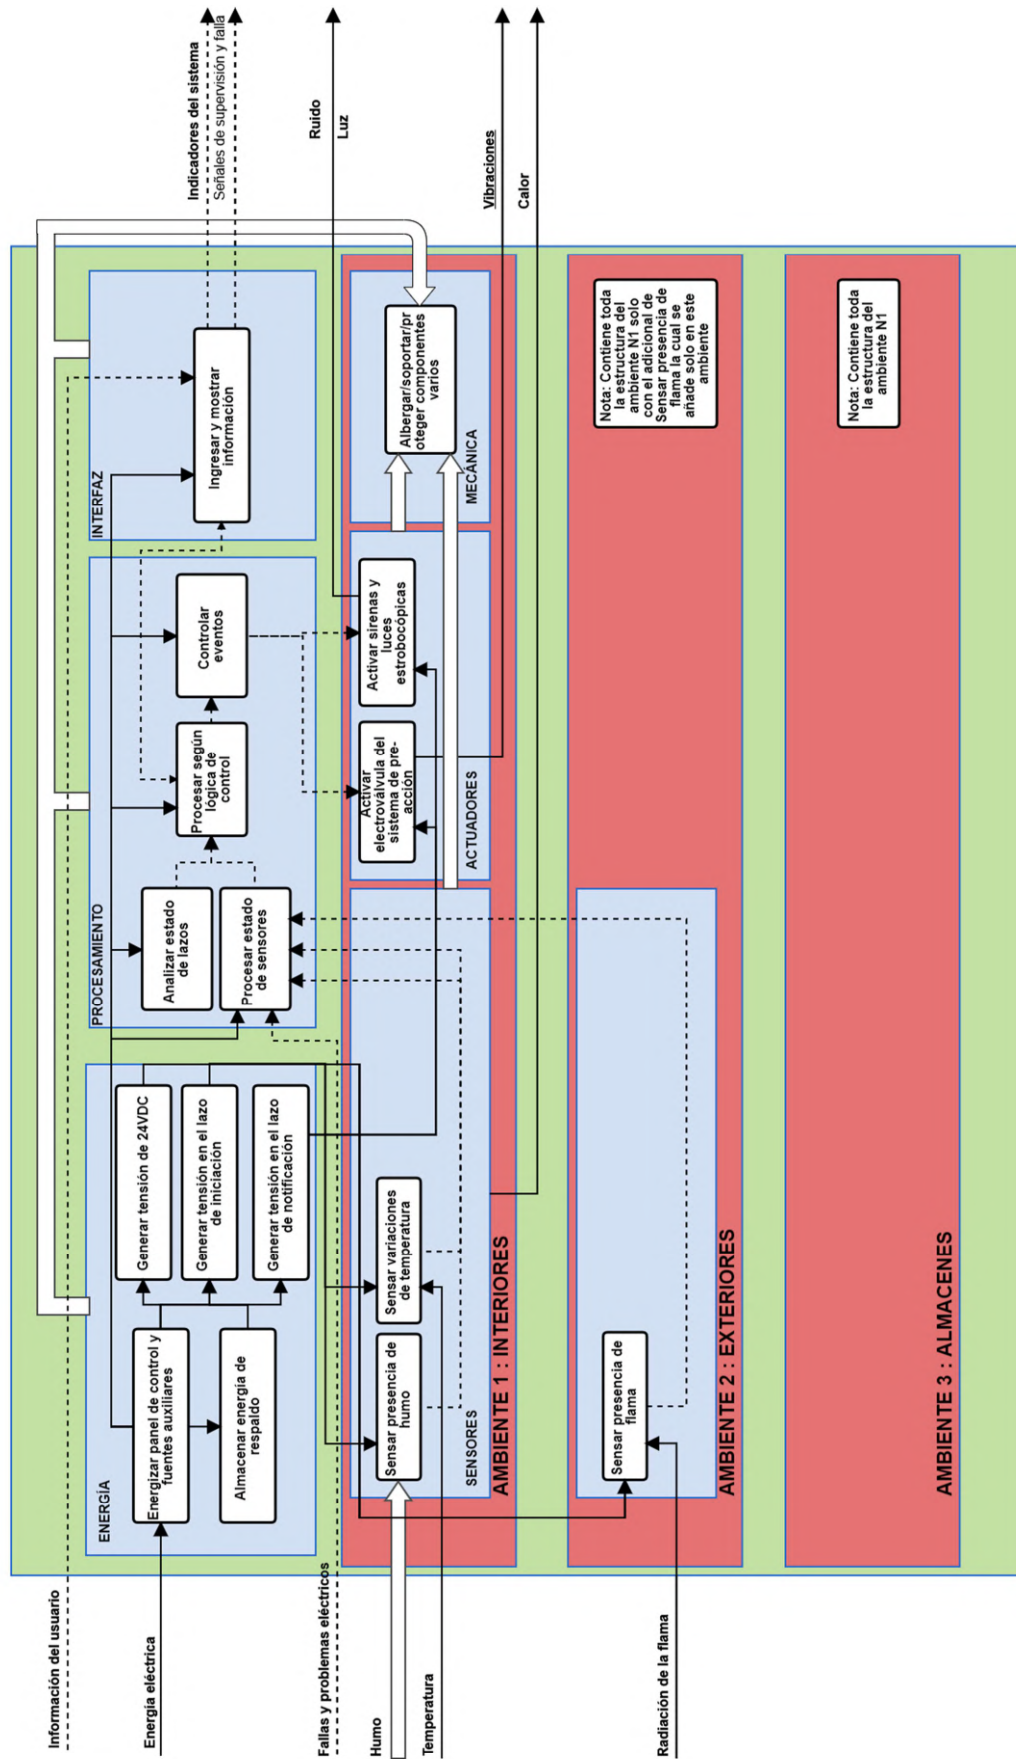 Información del usuario
Energía eléctrica
Fallas y problemas eléctricos
Humo
Temperatura
Radiación de la flama
ENERGÍA
Energizar panel de control y
fuentes auxiliares
Almacenar energía de
respaldo
Generar tensión de 24VDC
Generar tensión en el lazo
de iniciación
Generar tensión en el lazo
de notificación
PROCESAMIENTO
Analizar estado
de lazos
Procesar estado
de sensores
Procesar según
lógica de
control
Controlar
eventos
INTERFAZ
Ingresar y mostrar
información
Indicadores del sistema
Señales de supervisión y falla
Ruido
Luz
Vibraciones
Calor
SENSORES
Sensar presencia de
humo
Sensar variaciones
de temperatura
ACTUADORES
Activar
electroválvula del
sistema de pre-
acción
Activar sirenas y
luces
estrobocópicas
MECÁNICA
Albergar/soportar/pr
oteger componentes
varios
AMBIENTE 1 : INTERIORES
Sensar presencia de
flama
AMBIENTE 2 : EXTERIORES
Nota: Contiene toda
la estructura del
ambiente N1 solo
con el adicional de
Sensar presencia de
flama la cual se
añade solo en este
ambiente
AMBIENTE 3 : ALMACENES
Nota: Contiene toda
la estructura del
ambiente N1